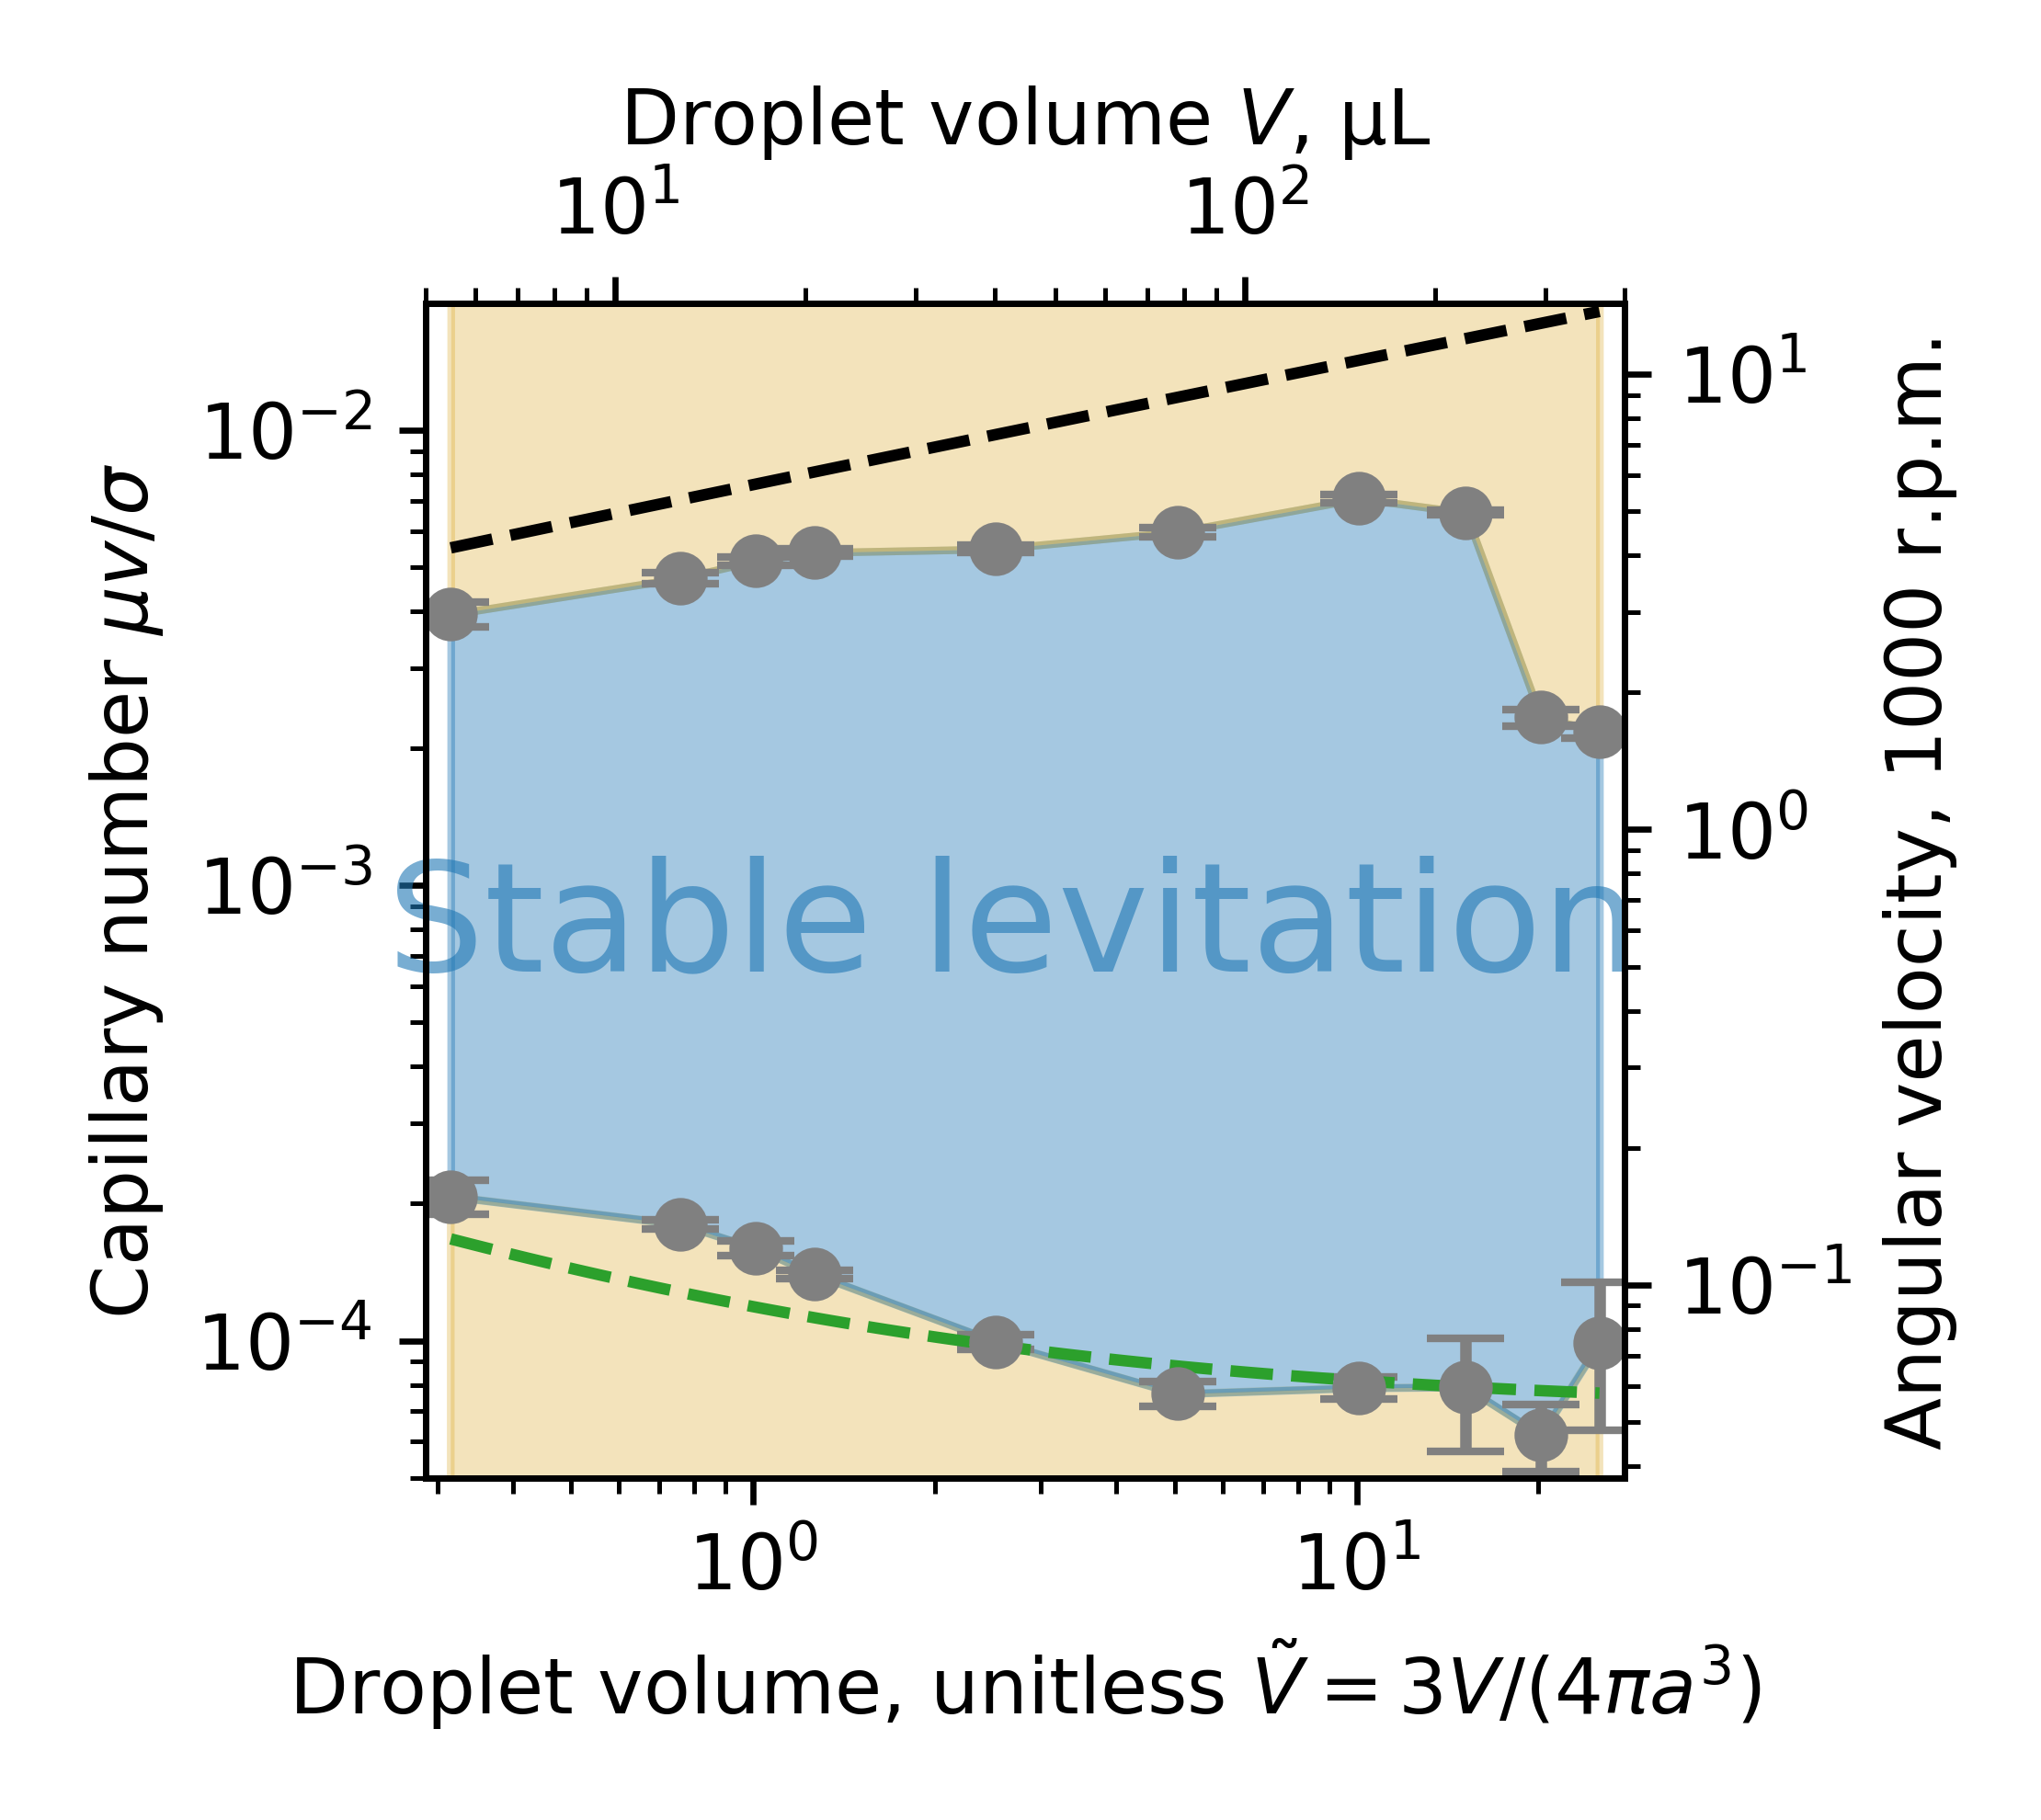 Droplet volume V, µL
10¹ 10²
10⁻²
10⁻³
10⁻⁴
Capillary number µv/σ
Stable levitation
10¹
10⁰
10⁻¹
Angular velocity, 1000 r.p.m.
10⁰ 10¹
Droplet volume, unitless Ṽ = 3V/(4πa³)